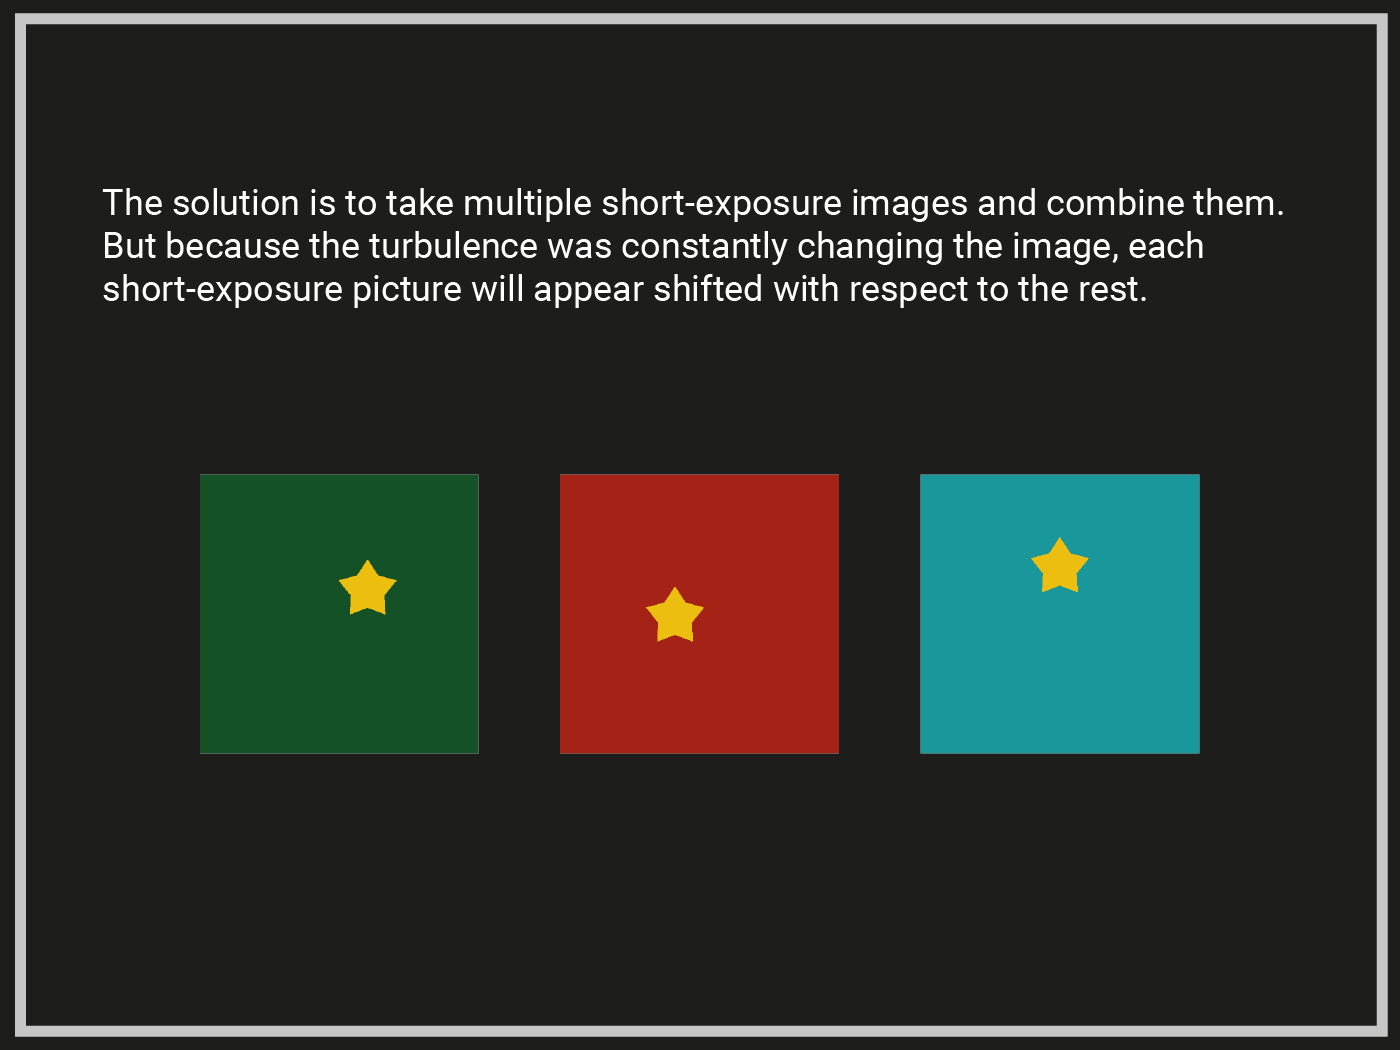 The solution is to take multiple short-exposure images and combine them.
But because the turbulence was constantly changing the image, each
short-exposure picture will appear shifted with respect to the rest.